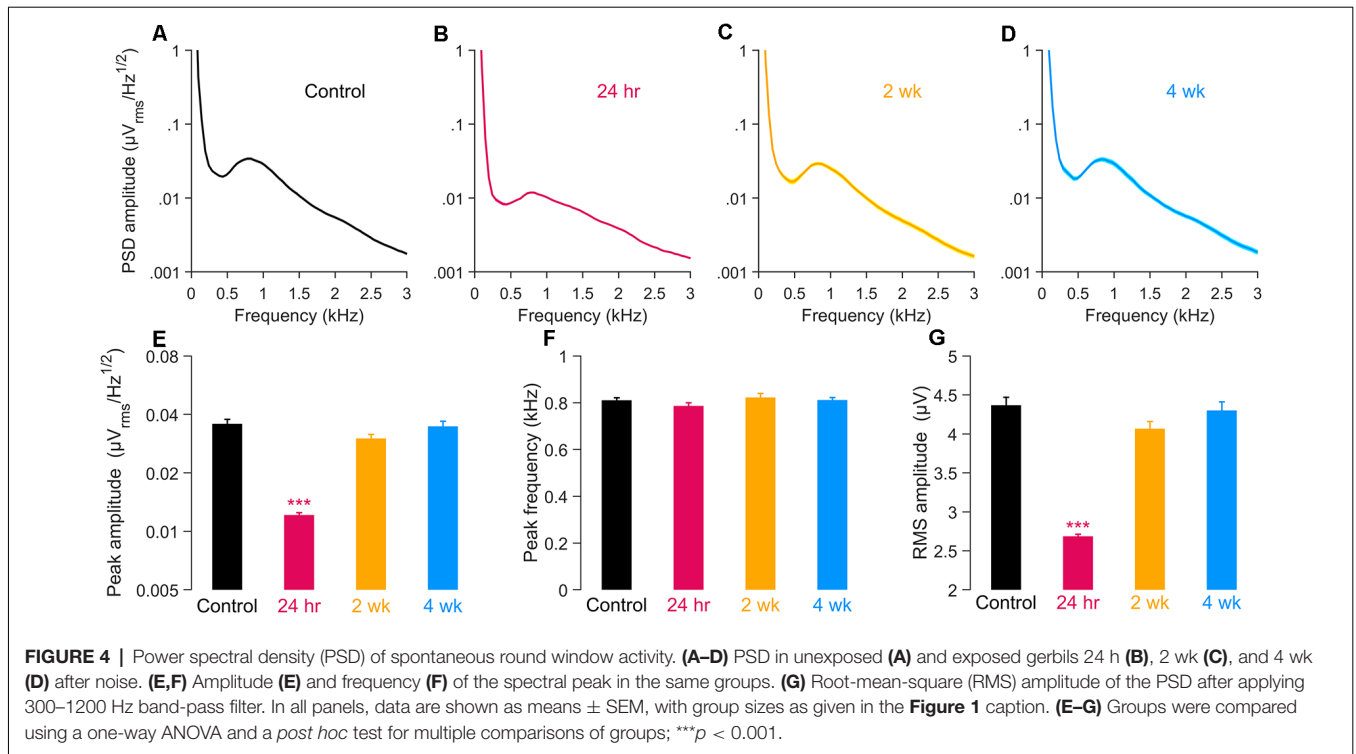 A
B
C
D
PSD amplitude (µVrms/Hz1/2)
1
.1
.01
.001
Control
0 0.5 1 1.5 2 2.5 3
Frequency (kHz)
1
.1
.01
.001
24 hr
0 0.5 1 1.5 2 2.5 3
Frequency (kHz)
1
.1
.01
.001
2 wk
0 0.5 1 1.5 2 2.5 3
Frequency (kHz)
1
.1
.01
.001
4 wk
0 0.5 1 1.5 2 2.5 3
Frequency (kHz)
E
Peak amplitude (µVrms/Hz1/2)
0.08
0.04
0.02
0.01
0.005
***
Control 24 hr 2 wk 4 wk
F
Peak frequency (kHz)
1
0.8
0.6
0.4
0.2
0
Control 24 hr 2 wk 4 wk
G
RMS amplitude (µV)
5
4.5
4
3.5
3
2.5
2
***
Control 24 hr 2 wk 4 wk
FIGURE 4 | Power spectral density (PSD) of spontaneous round window activity. (A–D) PSD in unexposed (A) and exposed gerbils 24 h (B), 2 wk (C), and 4 wk
(D) after noise. (E,F) Amplitude (E) and frequency (F) of the spectral peak in the same groups. (G) Root-mean-square (RMS) amplitude of the PSD after applying
300–1200 Hz band-pass filter. In all panels, data are shown as means ± SEM, with group sizes as given in the Figure 1 caption. (E–G) Groups were compared
using a one-way ANOVA and a post hoc test for multiple comparisons of groups; ***p < 0.001.